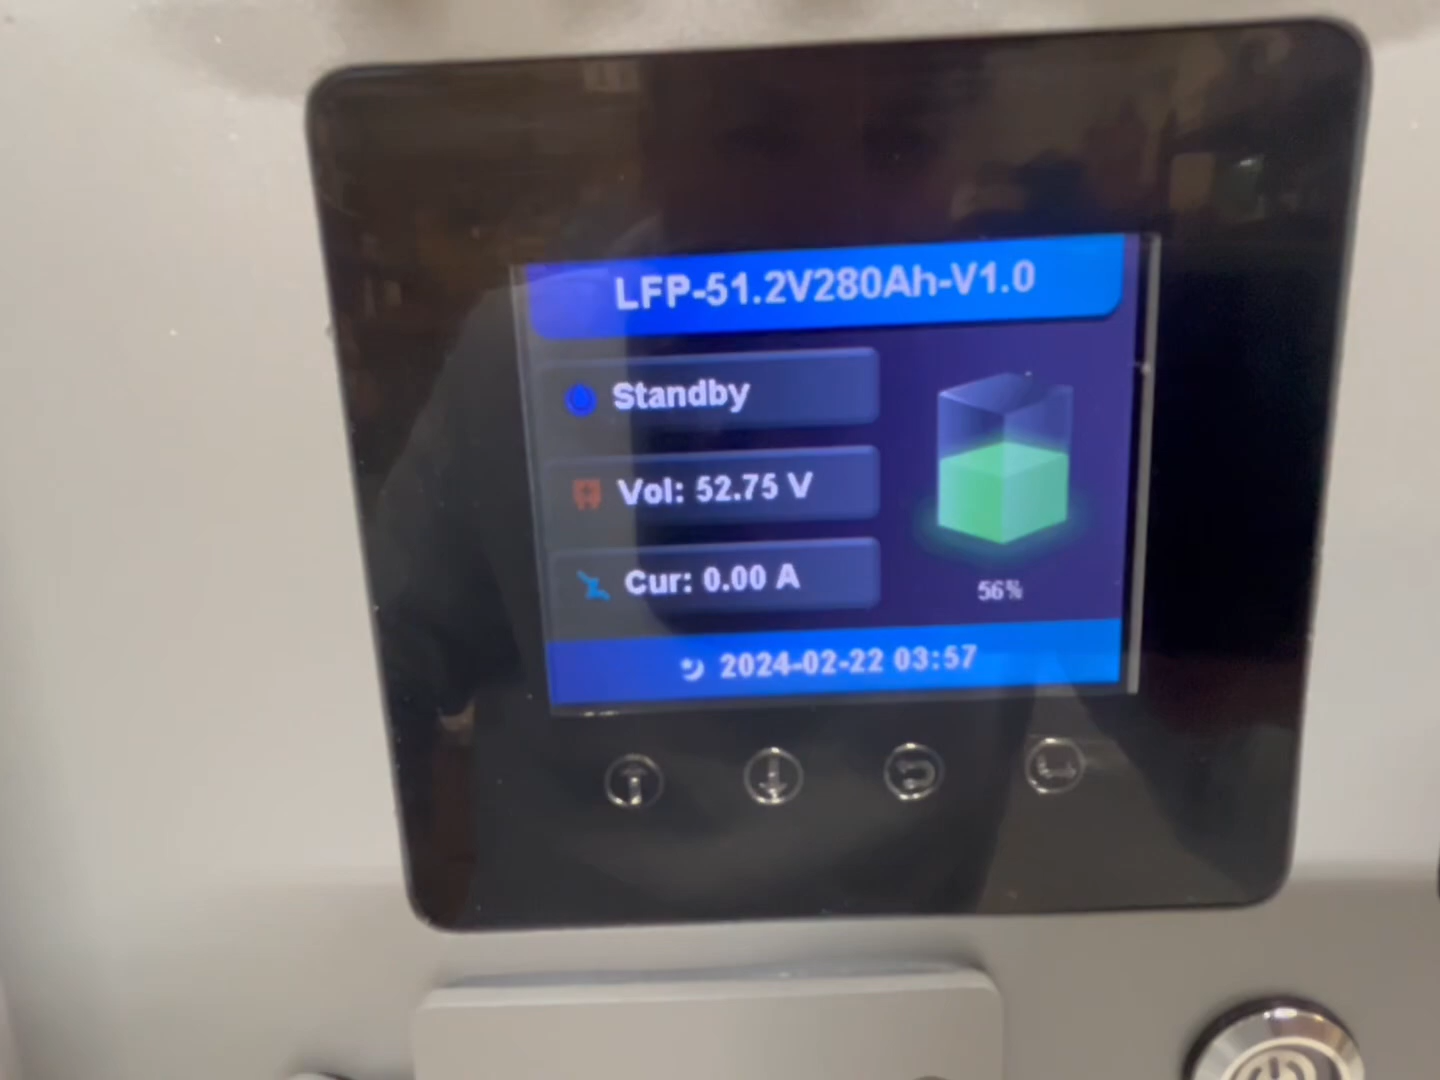 LFP-51.2V280Ah-V1.0
Standby
Vol: 52.75 V
Cur: 0.00 A
56%
2024-02-22 03:57